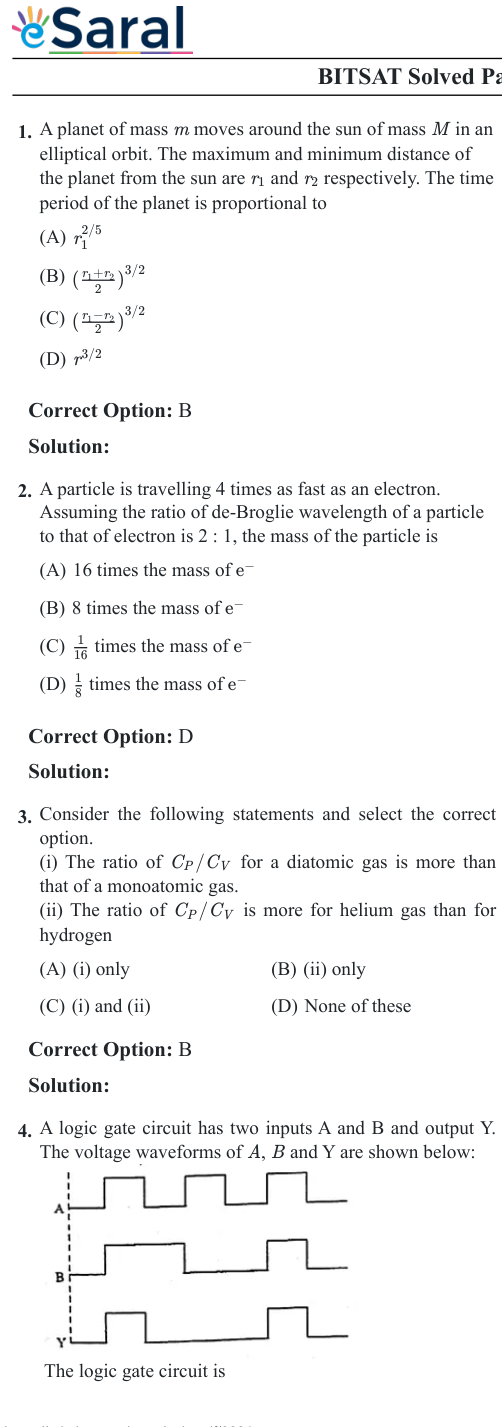 eSaral
BITSAT Solved Pa
1. A planet of mass m moves around the sun of mass M in an
elliptical orbit. The maximum and minimum distance of
the planet from the sun are r₁ and r₂ respectively. The time
period of the planet is proportional to
(A) r₁^{2/5}
(B) (\frac{r₁+r₂}{2})^{3/2}
(C) (\frac{r₁−r₂}{2})^{3/2}
(D) r^{3/2}
Correct Option: B
Solution:
2. A particle is travelling 4 times as fast as an electron.
Assuming the ratio of de-Broglie wavelength of a particle
to that of electron is 2 : 1, the mass of the particle is
(A) 16 times the mass of e⁻
(B) 8 times the mass of e⁻
(C) \frac{1}{16} times the mass of e⁻
(D) \frac{1}{8} times the mass of e⁻
Correct Option: D
Solution:
3. Consider the following statements and select the correct
option.
(i) The ratio of C_P/C_V for a diatomic gas is more than
that of a monoatomic gas.
(ii) The ratio of C_P/C_V is more for helium gas than for
hydrogen
(A) (i) only (B) (ii) only
(C) (i) and (ii) (D) None of these
Correct Option: B
Solution:
4. A logic gate circuit has two inputs A and B and output Y.
The voltage waveforms of A, B and Y are shown below:
A
B
Y
The logic gate circuit is